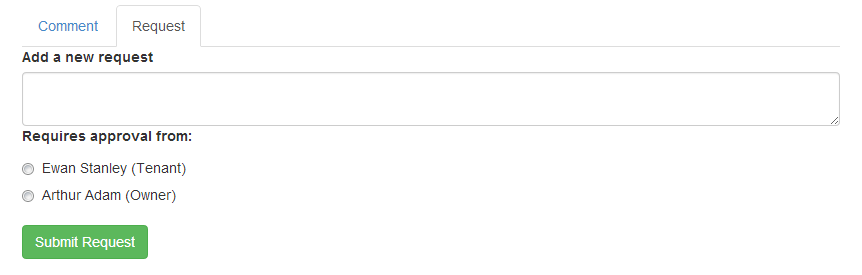 Comment Request
Add a new request
Requires approval from:
Ewan Stanley (Tenant)
Arthur Adam (Owner)
Submit Request